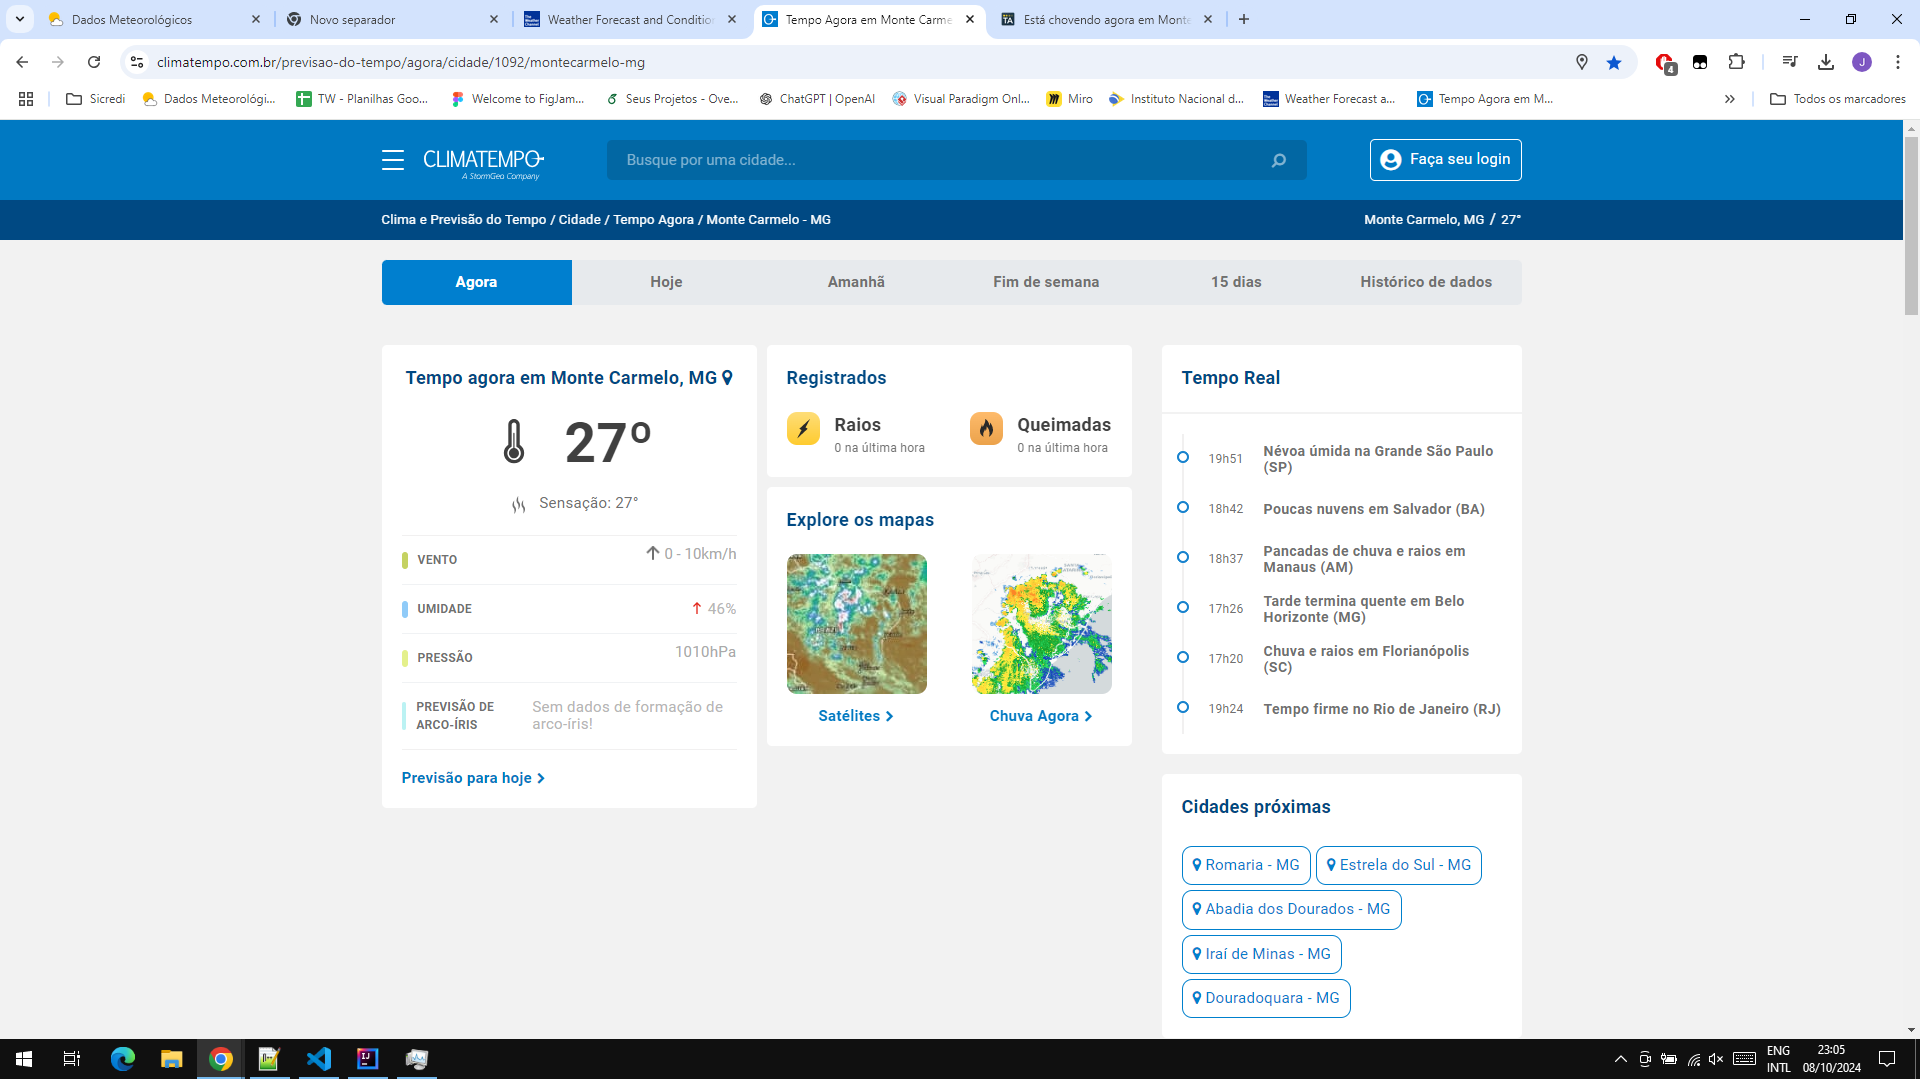 Dados Meteorológicos
Novo separador
Weather Forecast and Conditio
Tempo Agora em Monte Carme
Está chovendo agora em Monte
climatempo.com.br/previsao-do-tempo/agora/cidade/1092/montecarmelo-mg
4
J
Sicredi
Dados Meteorológi...
TW - Planilhas Goo...
Welcome to FigJam...
Seus Projetos - Ove...
ChatGPT | OpenAI
Visual Paradigm Onl...
Miro
Instituto Nacional d...
Weather Forecast a...
Tempo Agora em M...
Todos os marcadores
CLIMATEMPO
A StormGeo Company
Busque por uma cidade...
Faça seu login
Clima e Previsão do Tempo / Cidade / Tempo Agora / Monte Carmelo - MG
Monte Carmelo, MG / 27°
Agora
Hoje
Amanhã
Fim de semana
15 dias
Histórico de dados
Tempo agora em Monte Carmelo, MG
27º
Sensação: 27°
VENTO
0 - 10km/h
UMIDADE
46%
PRESSÃO
1010hPa
PREVISÃO DE
ARCO-ÍRIS
Sem dados de formação de
arco-íris!
Previsão para hoje
Registrados
Raios
0 na última hora
Queimadas
0 na última hora
Explore os mapas
Satélites
Chuva Agora
Tempo Real
19h51
Névoa úmida na Grande São Paulo
(SP)
18h42
Poucas nuvens em Salvador (BA)
18h37
Pancadas de chuva e raios em
Manaus (AM)
17h26
Tarde termina quente em Belo
Horizonte (MG)
17h20
Chuva e raios em Florianópolis
(SC)
19h24
Tempo firme no Rio de Janeiro (RJ)
Cidades próximas
Romaria - MG
Estrela do Sul - MG
Abadia dos Dourados - MG
Iraí de Minas - MG
Douradoquara - MG
ENG
INTL
23:05
08/10/2024